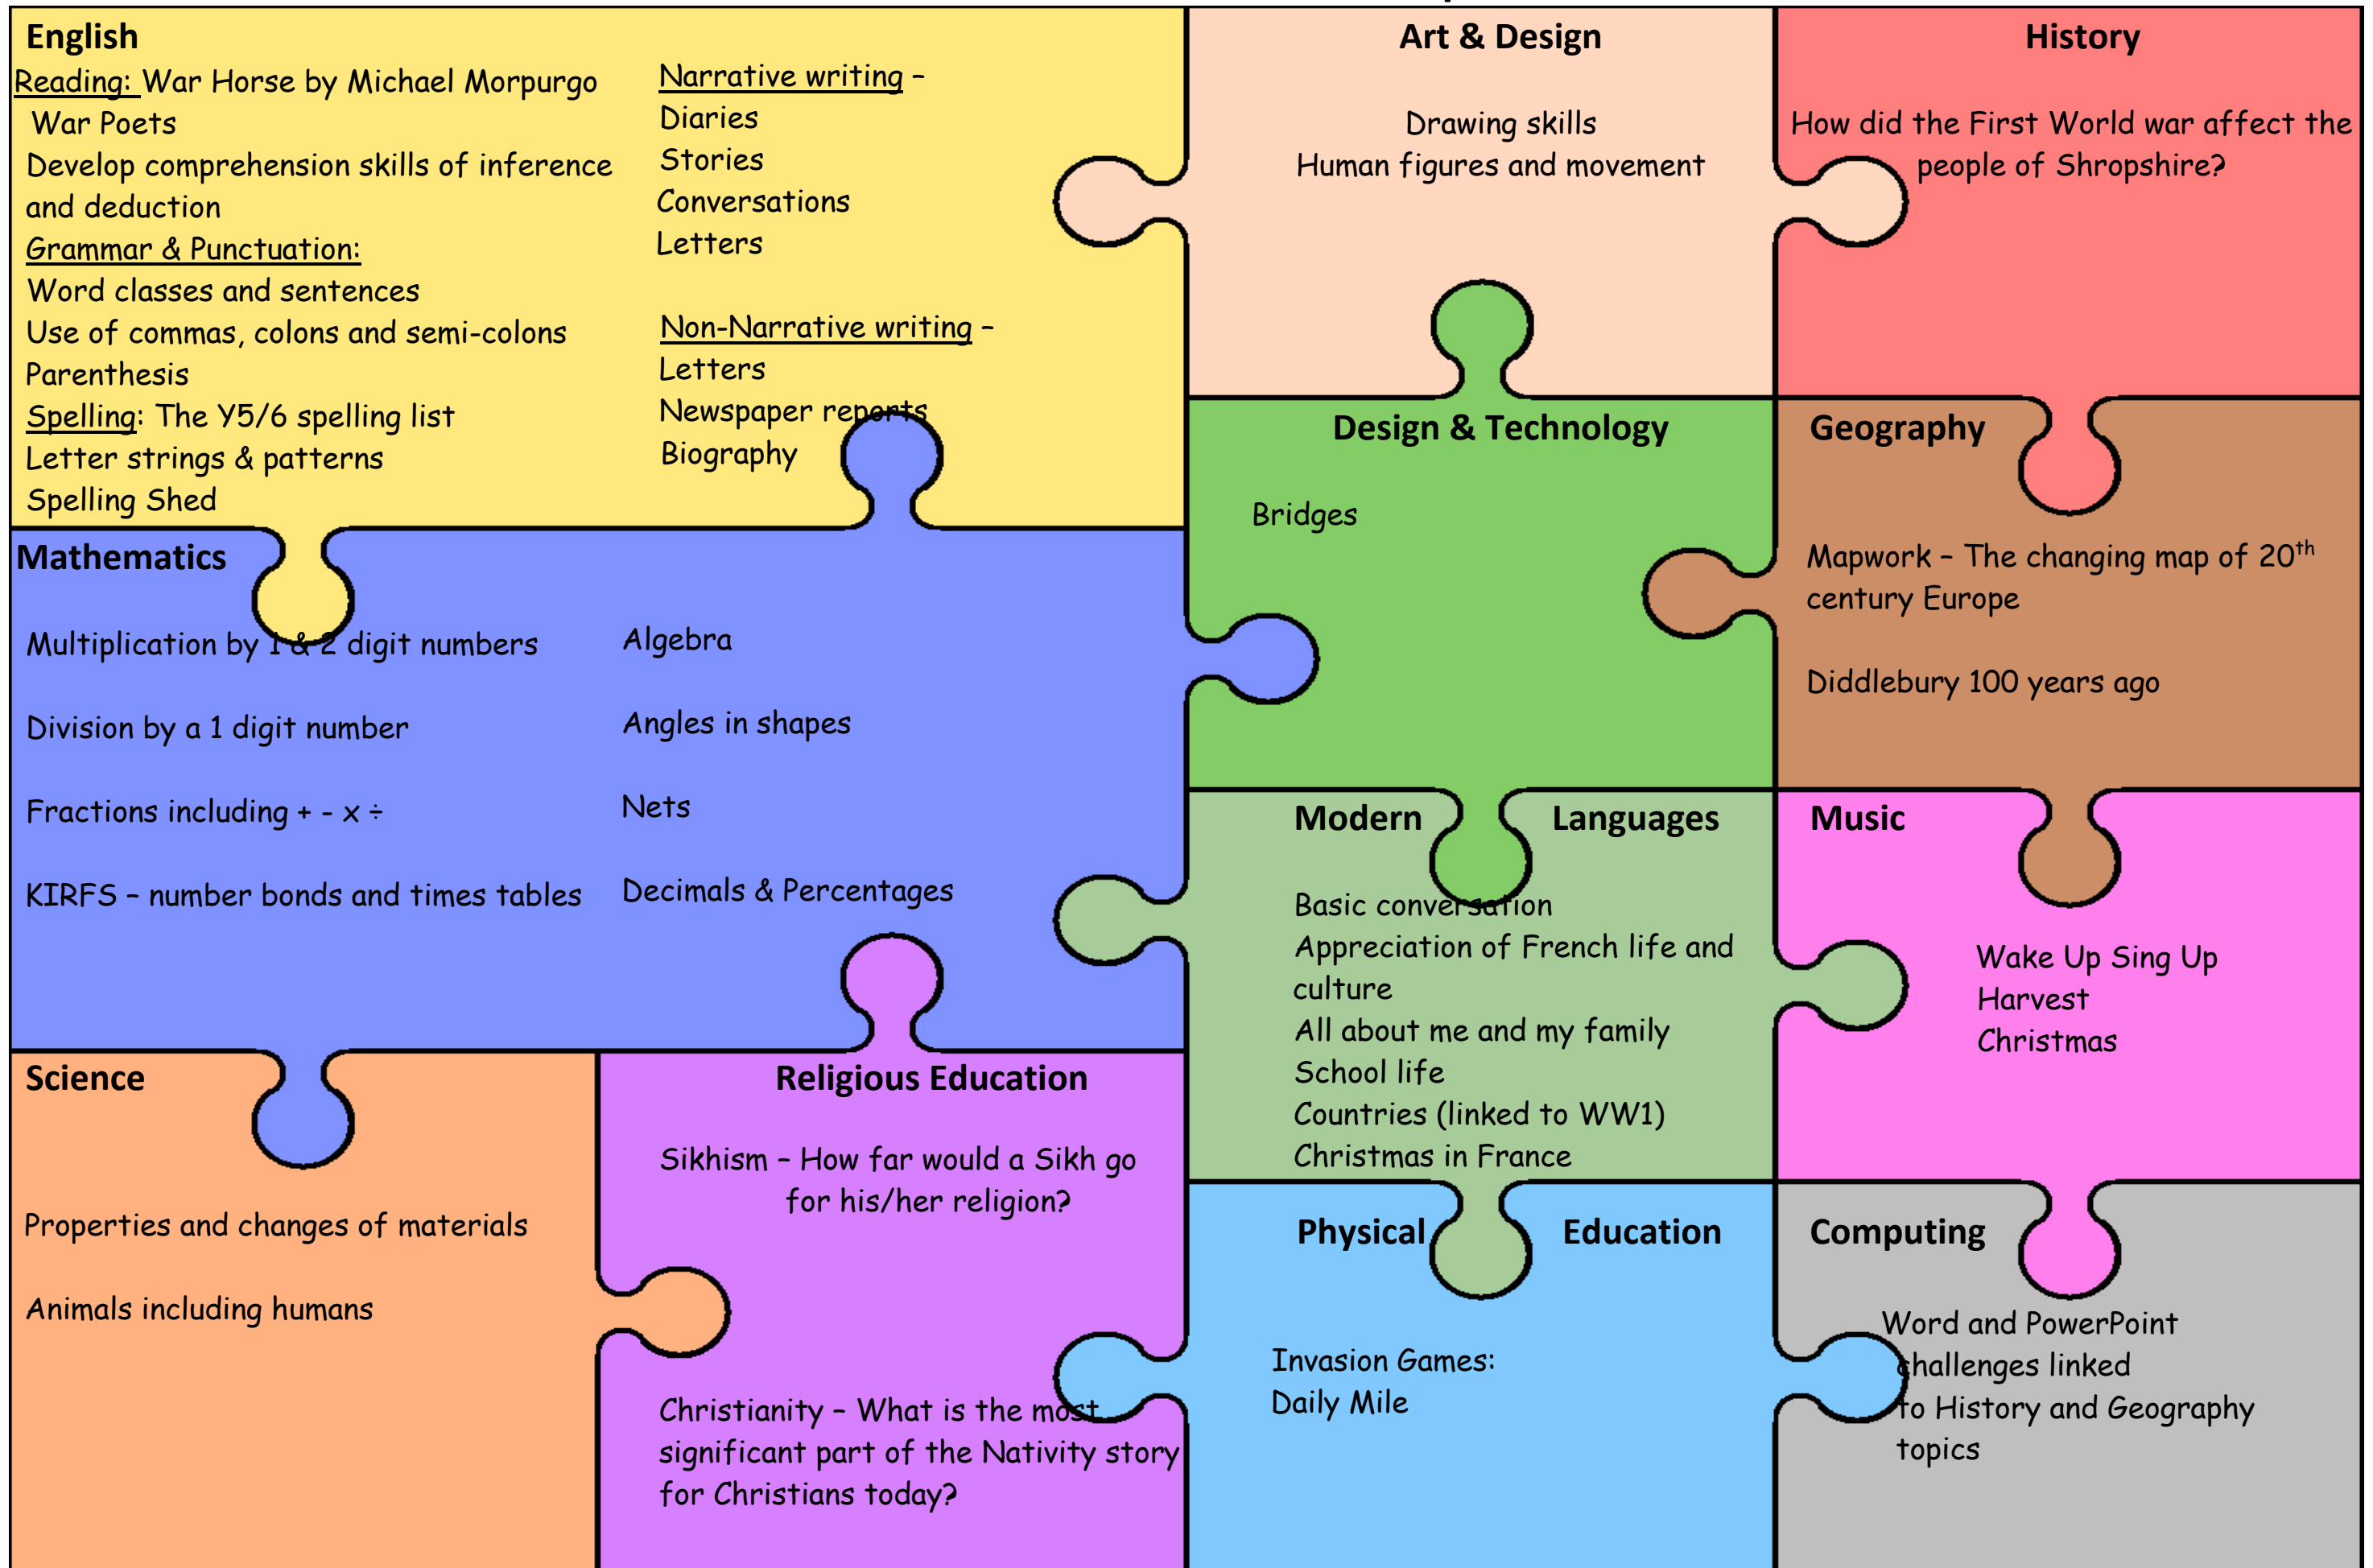 English
Reading: War Horse by Michael Morpurgo
War Poets
Develop comprehension skills of inference
and deduction
Grammar & Punctuation:
Word classes and sentences
Use of commas, colons and semi-colons
Parenthesis
Spelling: The Y5/6 spelling list
Letter strings & patterns
Spelling Shed
Narrative writing –
Diaries
Stories
Conversations
Letters
Non-Narrative writing –
Letters
Newspaper reports
Biography
Art & Design
Drawing skills
Human figures and movement
History
How did the First World war affect the
people of Shropshire?
Mathematics
Multiplication by 1 & 2 digit numbers
Division by a 1 digit number
Fractions including + - x ÷
KIRFS – number bonds and times tables
Algebra
Angles in shapes
Nets
Decimals & Percentages
Design & Technology
Bridges
Geography
Mapwork – The changing map of 20th
century Europe
Diddlebury 100 years ago
Modern Languages
Basic conversation
Appreciation of French life and
culture
All about me and my family
School life
Countries (linked to WW1)
Christmas in France
Music
Wake Up Sing Up
Harvest
Christmas
Science
Properties and changes of materials
Animals including humans
Religious Education
Sikhism – How far would a Sikh go
for his/her religion?
Christianity – What is the most
significant part of the Nativity story
for Christians today?
Physical Education
Invasion Games:
Daily Mile
Computing
Word and PowerPoint
challenges linked
to History and Geography
topics